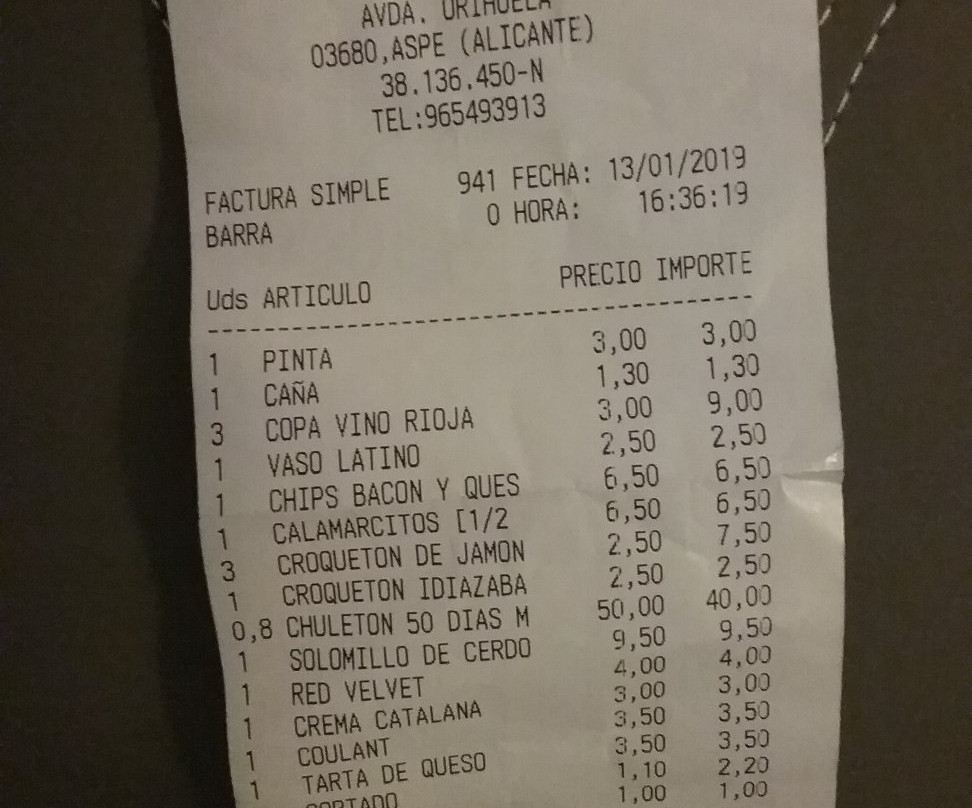 AVDA. ORIHUELA
03680,ASPE (ALICANTE)
38.136.450-N
TEL:965493913
FACTURA SIMPLE 941 FECHA: 13/01/2019
BARRA 0 HORA: 16:36:19
Uds ARTICULO PRECIO IMPORTE
1 PINTA 3,00 3,00
1 CAÑA 1,30 1,30
3 COPA VINO RIOJA 3,00 9,00
1 VASO LATINO 2,50 2,50
1 CHIPS BACON Y QUES 6,50 6,50
1 CALAMARCITOS [1/2 6,50 6,50
3 CROQUETON DE JAMON 2,50 7,50
1 CROQUETON IDIAZABA 2,50 2,50
0,8 CHULETON 50 DIAS M 50,00 40,00
1 SOLOMILLO DE CERDO 9,50 9,50
1 RED VELVET 4,00 4,00
1 CREMA CATALANA 3,00 3,00
1 COULANT 3,50 3,50
1 TARTA DE QUESO 3,50 3,50
CORTADO 1,10 2,20
1,00 1,00